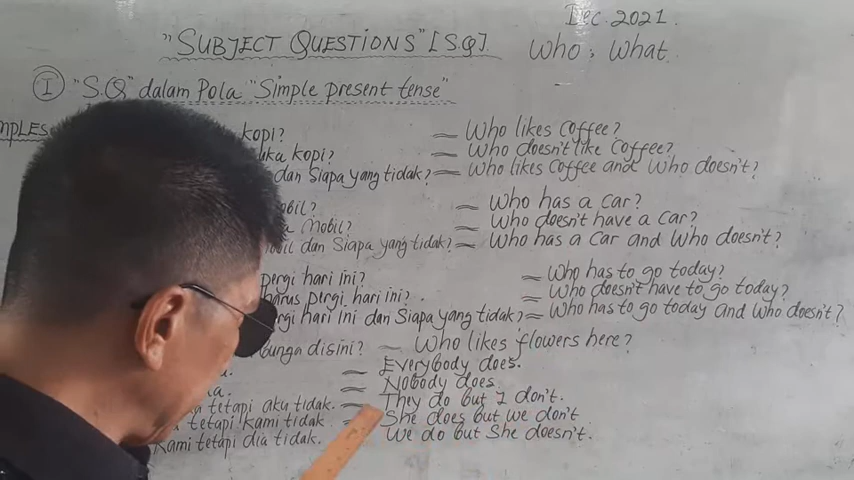 Dec. 2021.
"SUBJECT QUESTIONS" [S.Q]. Who ; What
I "S.Q" dalam Pola "Simple present tense"
kopi? = Who likes coffee?
kopi? = Who doesn't like coffee?
dan Siapa yang tidak? = Who likes coffee and Who doesn't?
= Who has a car?
Mobil? = Who doesn't have a car?
dan Siapa yang tidak? = Who has a car and Who doesn't?
pergi hari ini? = Who has to go today?
harus pergi hari ini? = Who doesn't have to go today?
hari ini dan Siapa yang tidak? = Who has to go today and Who doesn't?
bunga disini? ~ Who likes flowers here?
= Everybody does.
= Nobody does
tetapi aku tidak. = They do but I don't.
tetapi kami tidak = She does but we don't
Kami tetapi dia tidak. We do but She doesn't.